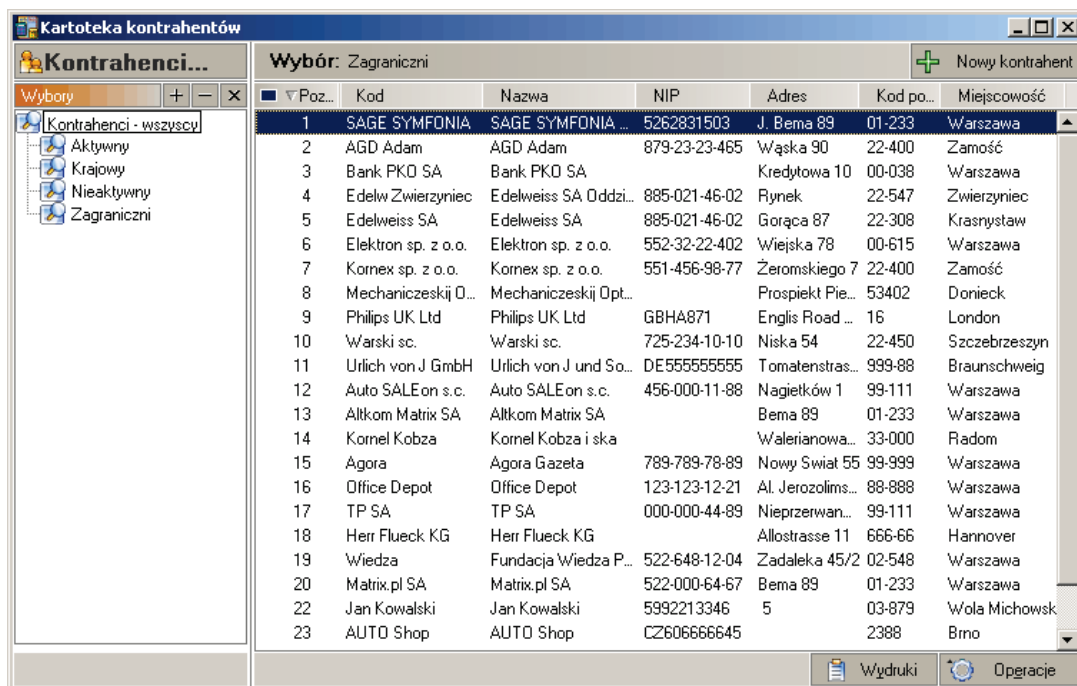 Kartoteka kontrahentów
Kontrahenci...
Wybór: Zagraniczni
Nowy kontrahent
Wybory
Kontrahenci - wszyscy
Aktywny
Krajowy
Nieaktywny
Zagraniczni
Poz... Kod Nazwa NIP Adres Kod po... Miejscowość
1 SAGE SYMFONIA SAGE SYMFONIA ... 5262831503 J. Bema 89 01-233 Warszawa
2 AGD Adam AGD Adam 879-23-23-465 Wąska 90 22-400 Zamość
3 Bank PKO SA Bank PKO SA Kredytowa 10 00-038 Warszawa
4 Edelw Zwierzyniec Edelweiss SA Oddzi... 885-021-46-02 Rynek 22-547 Zwierzyniec
5 Edelweiss SA Edelweiss SA 885-021-46-02 Gorąca 87 22-308 Krasnystaw
6 Elektron sp. z o.o. Elektron sp. z o.o. 552-32-22-402 Wiejska 78 00-615 Warszawa
7 Kornex sp. z o.o. Kornex sp. z o.o. 551-456-98-77 Żeromskiego 7 22-400 Zamość
8 Mechaniczeskij O... Mechaniczeskij Opt... Prospiekt Pie... 53402 Donieck
9 Philips UK Ltd Philips UK Ltd GBHA871 Englis Road ... 16 London
10 Warski sc. Warski sc. 725-234-10-10 Niska 54 22-450 Szczebrzeszyn
11 Urlich von J GmbH Urlich von J und So... DE555555555 Tomatenstras... 999-88 Braunschweig
12 Auto SALEon s.c. Auto SALEon s.c. 456-000-11-88 Nagietków 1 99-111 Warszawa
13 Altkom Matrix SA Altkom Matrix SA Bema 89 01-233 Warszawa
14 Kornel Kobza Kornel Kobza i ska Walerianowa... 33-000 Radom
15 Agora Agora Gazeta 789-789-78-89 Nowy Swiat 55 99-999 Warszawa
16 Office Depot Office Depot 123-123-12-21 Al. Jerozolims... 88-888 Warszawa
17 TP SA TP SA 000-000-44-89 Nieprzerwan... 99-111 Warszawa
18 Herr Flueck KG Herr Flueck KG Allostrasse 11 666-66 Hannover
19 Wiedza Fundacja Wiedza P... 522-648-12-04 Zadaleka 45/2 02-548 Warszawa
20 Matrix.pl SA Matrix.pl SA 522-000-64-67 Bema 89 01-233 Warszawa
22 Jan Kowalski Jan Kowalski 5992213346 5 03-879 Wola Michowsk
23 AUTO Shop AUTO Shop CZ606666645 2388 Brno
Wydruki
Operacje